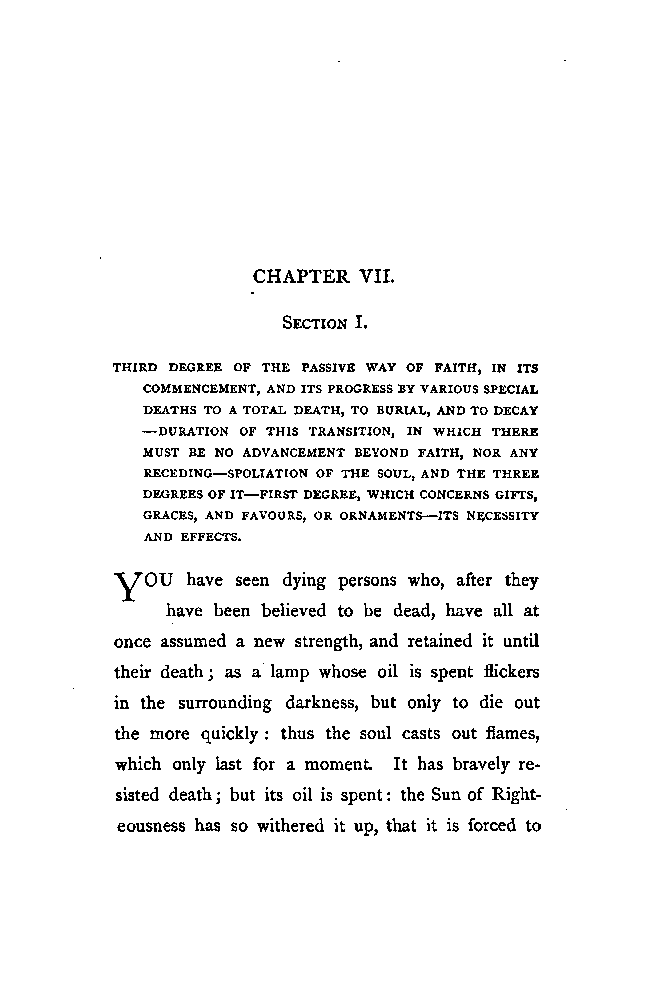 CHAPTER VII.
SECTION I.
THIRD DEGREE OF THE PASSIVE WAY OF FAITH, IN ITS
COMMENCEMENT, AND ITS PROGRESS BY VARIOUS SPECIAL
DEATHS TO A TOTAL DEATH, TO BURIAL, AND TO DECAY
—DURATION OF THIS TRANSITION, IN WHICH THERE
MUST BE NO ADVANCEMENT BEYOND FAITH, NOR ANY
RECEDING—SPOLIATION OF THE SOUL, AND THE THREE
DEGREES OF IT—FIRST DEGREE, WHICH CONCERNS GIFTS,
GRACES, AND FAVOURS, OR ORNAMENTS—ITS NECESSITY
AND EFFECTS.
YOU have seen dying persons who, after they
have been believed to be dead, have all at
once assumed a new strength, and retained it until
their death; as a lamp whose oil is spent flickers
in the surrounding darkness, but only to die out
the more quickly: thus the soul casts out flames,
which only last for a moment. It has bravely re-
sisted death; but its oil is spent: the Sun of Right-
eousness has so withered it up, that it is forced to